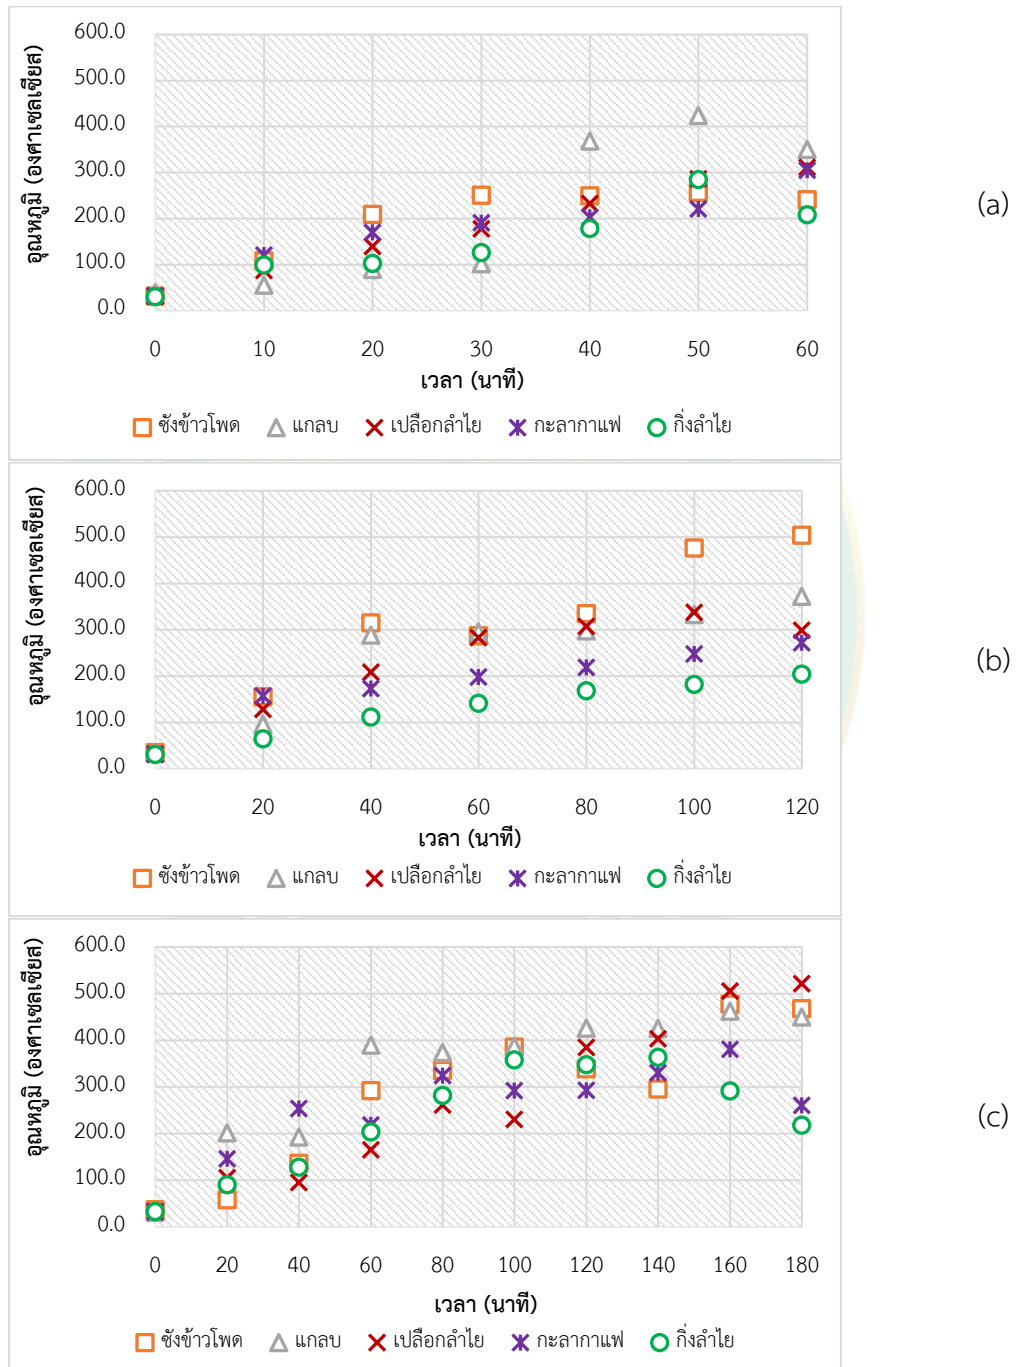 600.0
500.0
400.0
300.0
200.0
100.0
0.0
อุณหภูมิ (องศาเซลเซียส)
0 10 20 30 40 50 60
เวลา (นาที)
ซังข้าวโพด แกลบ เปลือกลำไย กะลากาแฟ กิ่งลำไย
(a)
600.0
500.0
400.0
300.0
200.0
100.0
0.0
อุณหภูมิ (องศาเซลเซียส)
0 20 40 60 80 100 120
เวลา (นาที)
ซังข้าวโพด แกลบ เปลือกลำไย กะลากาแฟ กิ่งลำไย
(b)
600.0
500.0
400.0
300.0
200.0
100.0
0.0
อุณหภูมิ (องศาเซลเซียส)
0 20 40 60 80 100 120 140 160 180
เวลา (นาที)
ซังข้าวโพด แกลบ เปลือกลำไย กะลากาแฟ กิ่งลำไย
(c)